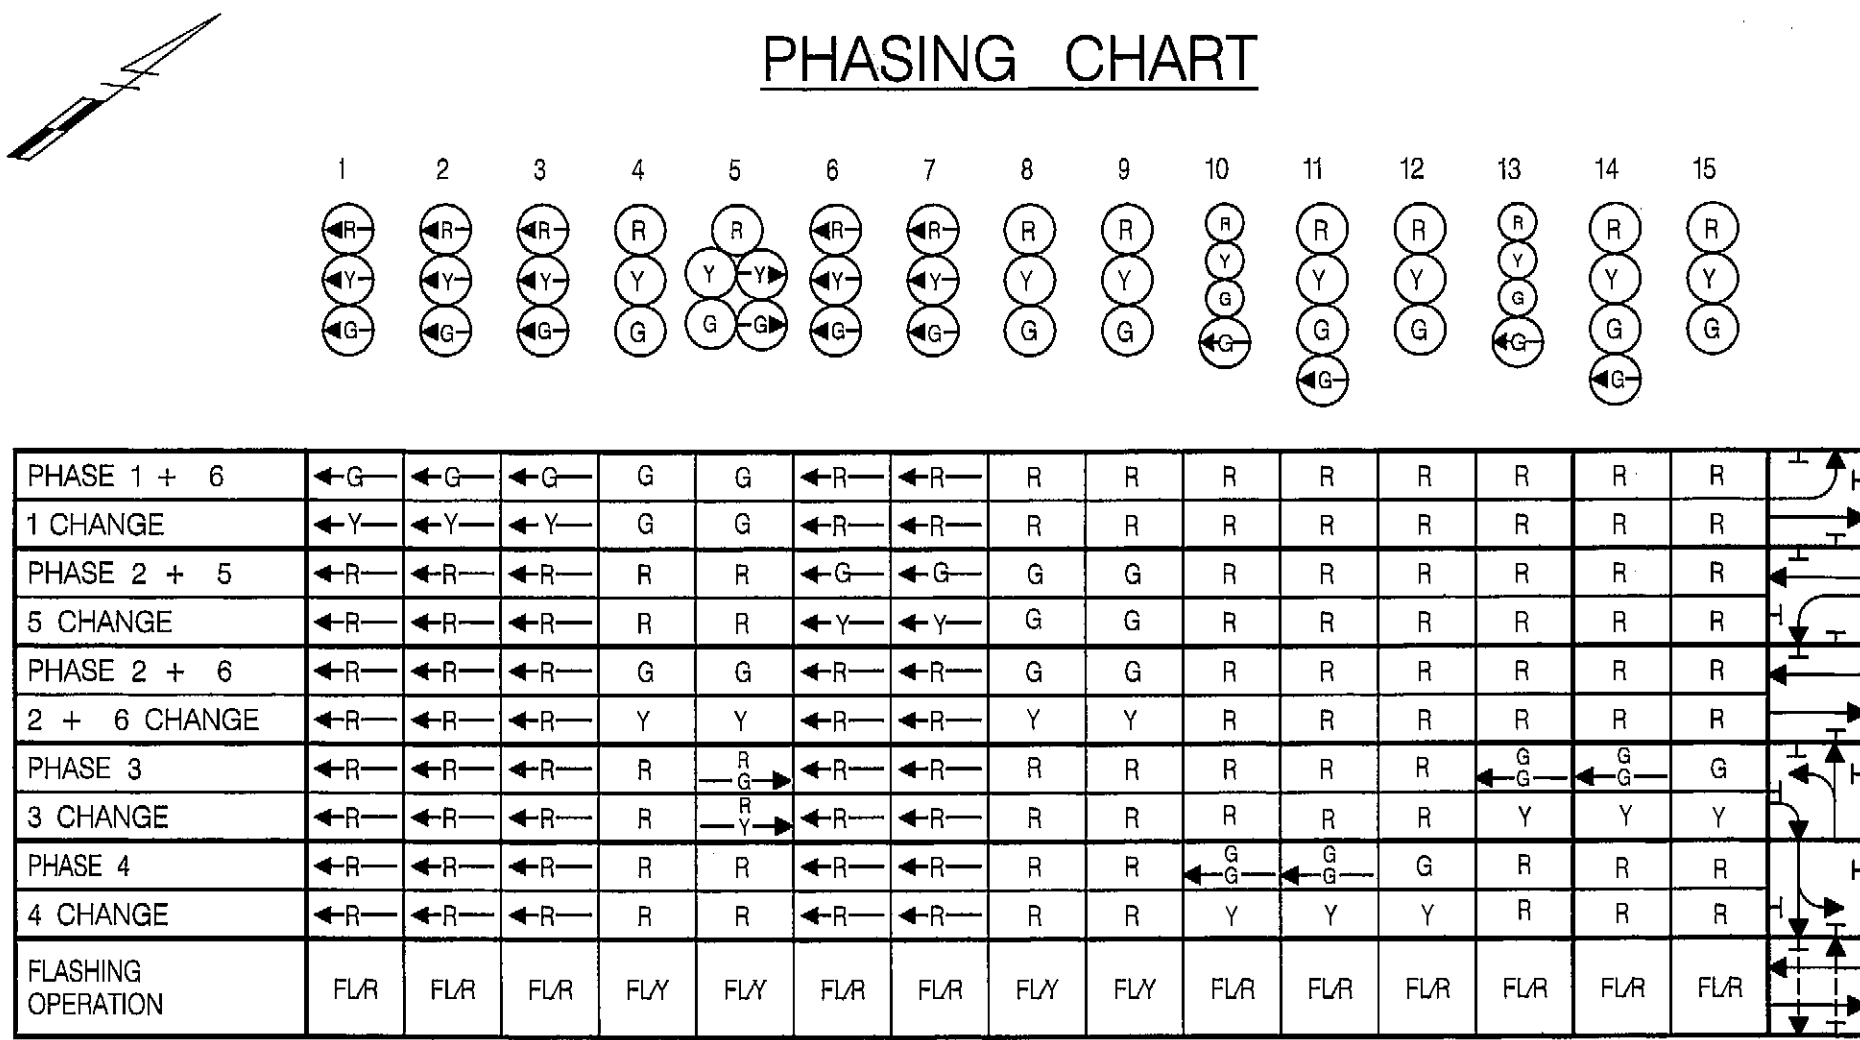 PHASING CHART
1 2 3 4 5 6 7 8 9 10 11 12 13 14 15
R R R R R R R R R R R R R R R
Y Y Y Y Y Y Y Y Y Y Y Y Y Y Y Y
G G G G G G G G G G G G G G G G
G G G G
PHASE 1 + 6 G G G G G R R R R R R R R R R
1 CHANGE Y Y Y G G R R R R R R R R R R
PHASE 2 + 5 R R R R R G G G G R R R R R R
5 CHANGE R R R R R Y Y G G R R R R R R
PHASE 2 + 6 R R R G G R R G G R R R R R R
2 + 6 CHANGE R R R Y Y R R Y Y R R R R R R
PHASE 3 R R R R R G R R R R R R R G G G G G
3 CHANGE R R R R R Y R R R R R R R Y Y Y
PHASE 4 R R R R R R R R R G G G G G R R R
4 CHANGE R R R R R R R R R Y Y Y R R R
FLASHING
OPERATION FL/R FL/R FL/R FL/Y FL/Y FL/R FL/R FL/Y FL/Y FL/R FL/R FL/R FL/R FL/R FL/R